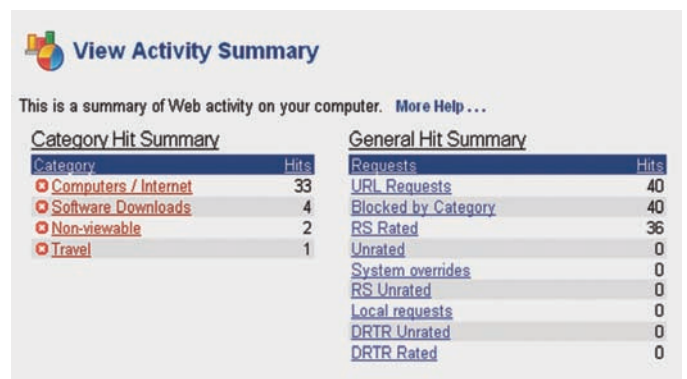 View Activity Summary
This is a summary of Web activity on your computer. More Help . . .
Category Hit Summary
Category Hits
Computers / Internet 33
Software Downloads 4
Non-viewable 2
Travel 1
General Hit Summary
Requests Hits
URL Requests 40
Blocked by Category 40
RS Rated 36
Unrated 0
System overrides 0
RS Unrated 0
Local requests 0
DRTR Unrated 0
DRTR Rated 0